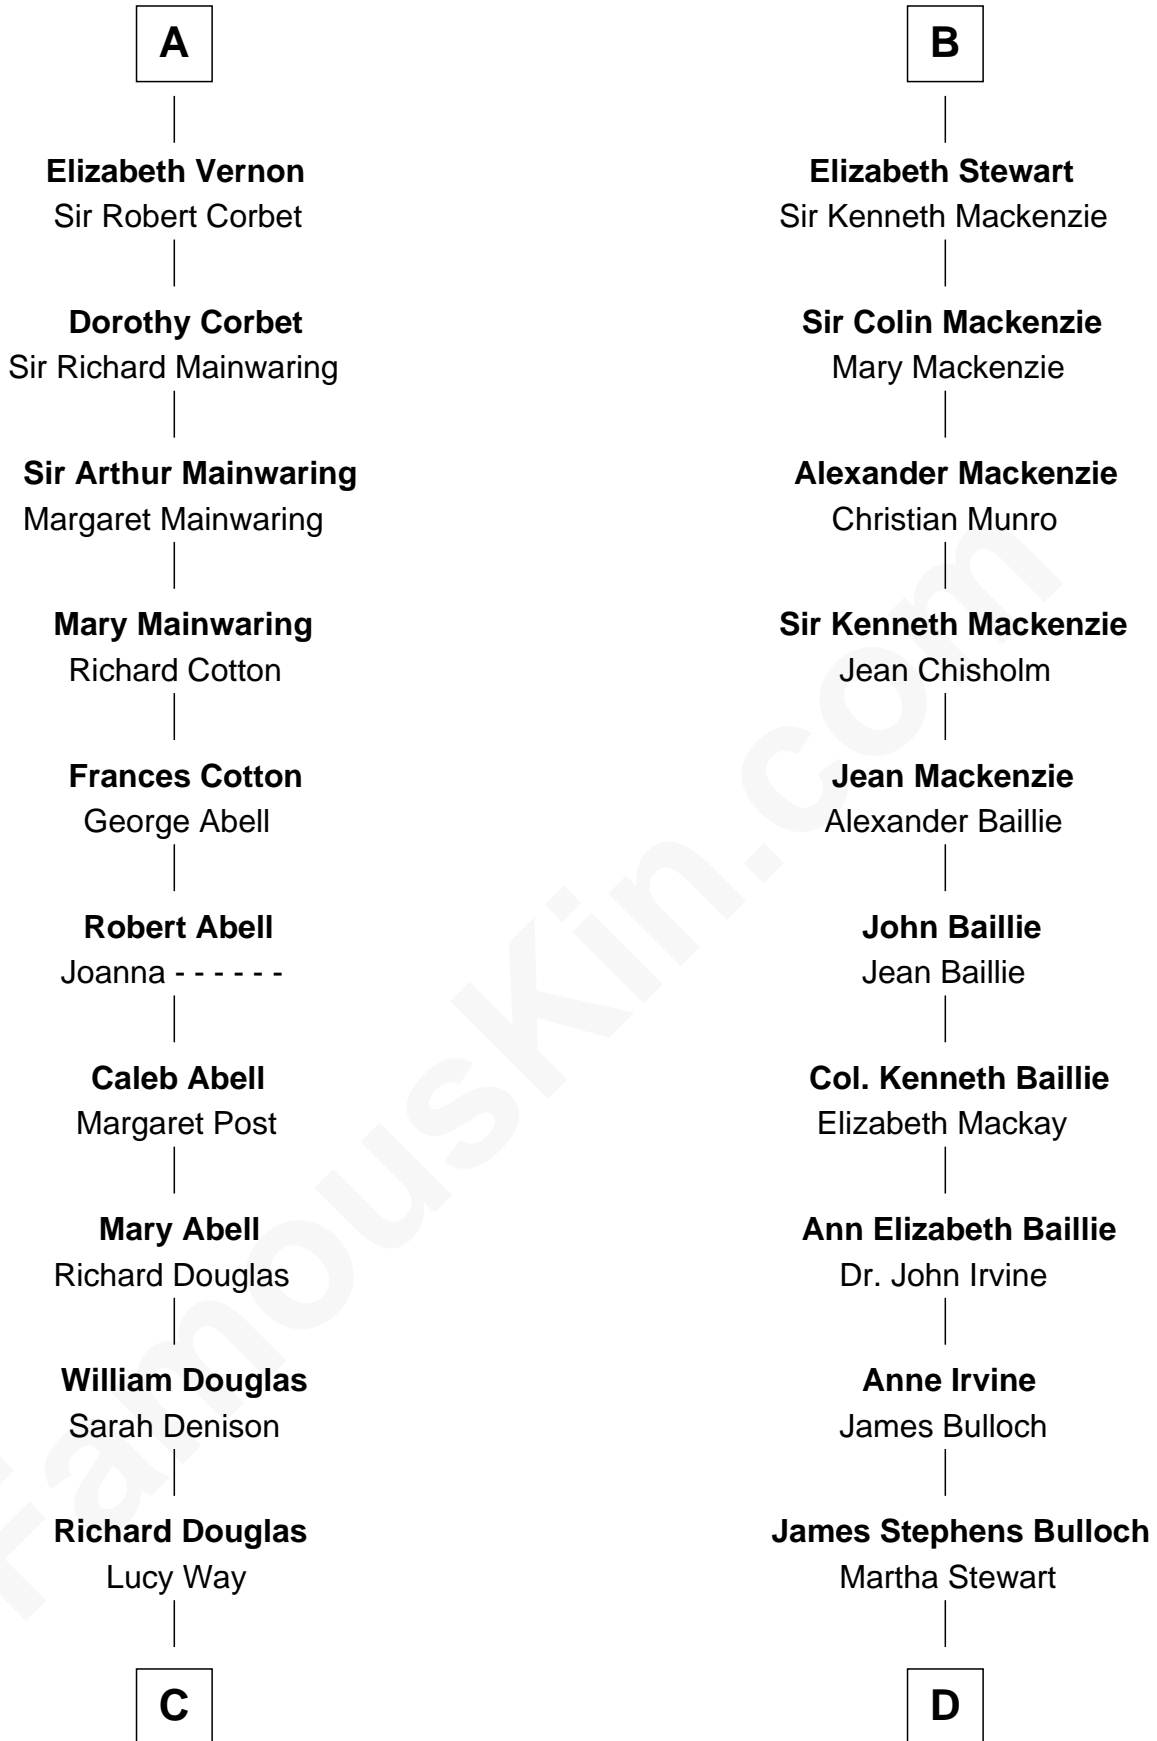 A
Elizabeth Vernon
Sir Robert Corbet
Dorothy Corbet
Sir Richard Mainwaring
Sir Arthur Mainwaring
Margaret Mainwaring
Mary Mainwaring
Richard Cotton
Frances Cotton
George Abell
Robert Abell
Joanna - - - - - -
Caleb Abell
Margaret Post
Mary Abell
Richard Douglas
William Douglas
Sarah Denison
Richard Douglas
Lucy Way
C
B
Elizabeth Stewart
Sir Kenneth Mackenzie
Sir Colin Mackenzie
Mary Mackenzie
Alexander Mackenzie
Christian Munro
Sir Kenneth Mackenzie
Jean Chisholm
Jean Mackenzie
Alexander Baillie
John Baillie
Jean Baillie
Col. Kenneth Baillie
Elizabeth Mackay
Ann Elizabeth Baillie
Dr. John Irvine
Anne Irvine
James Bulloch
James Stephens Bulloch
Martha Stewart
D
FamousKin.com